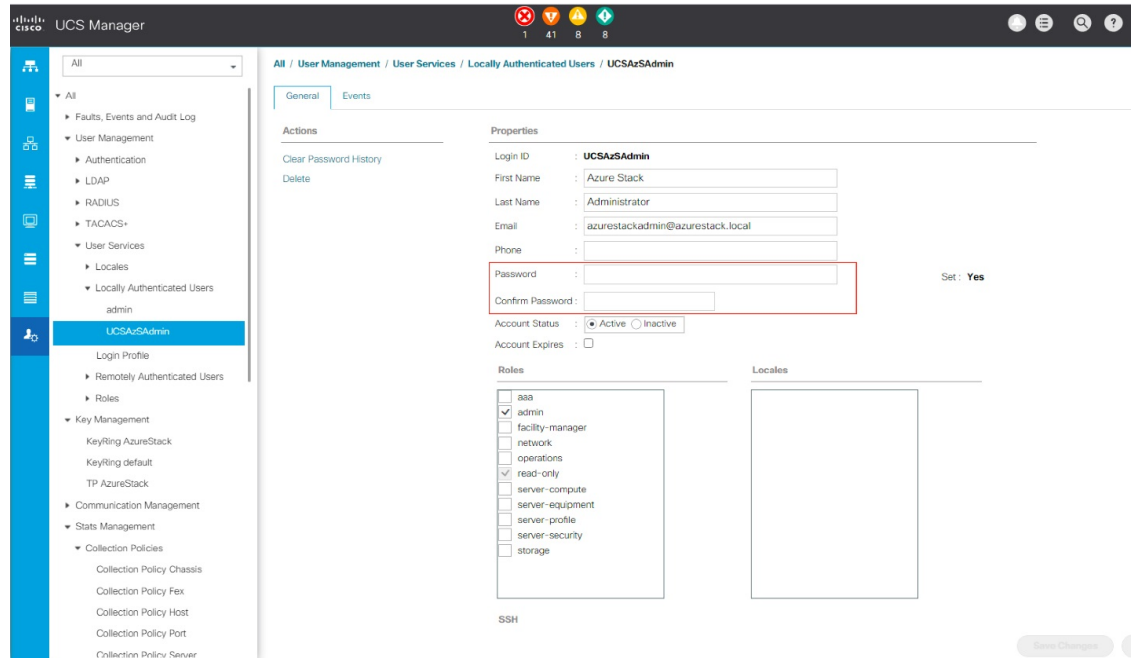 cisco UCS Manager
1 41 8 8
All
All / User Management / User Services / Locally Authenticated Users / UCSAzSAdmin
General Events
All
Faults, Events and Audit Log
User Management
Authentication
LDAP
RADIUS
TACACS+
User Services
Locales
Locally Authenticated Users
admin
UCSAzSAdmin
Login Profile
Remotely Authenticated Users
Roles
Key Management
KeyRing AzureStack
KeyRing default
TP AzureStack
Communication Management
Stats Management
Collection Policies
Collection Policy Chassis
Collection Policy Fex
Collection Policy Host
Collection Policy Port
Collection Policy Server
Actions
Clear Password History
Delete
Properties
Login ID : UCSAzSAdmin
First Name : Azure Stack
Last Name : Administrator
Email : azurestackadmin@azurestack.local
Phone :
Password : Set : Yes
Confirm Password :
Account Status : Active Inactive
Account Expires :
Roles
aaa
admin
facility-manager
network
operations
read-only
server-compute
server-equipment
server-profile
server-security
storage
Locales
SSH
Save Changes